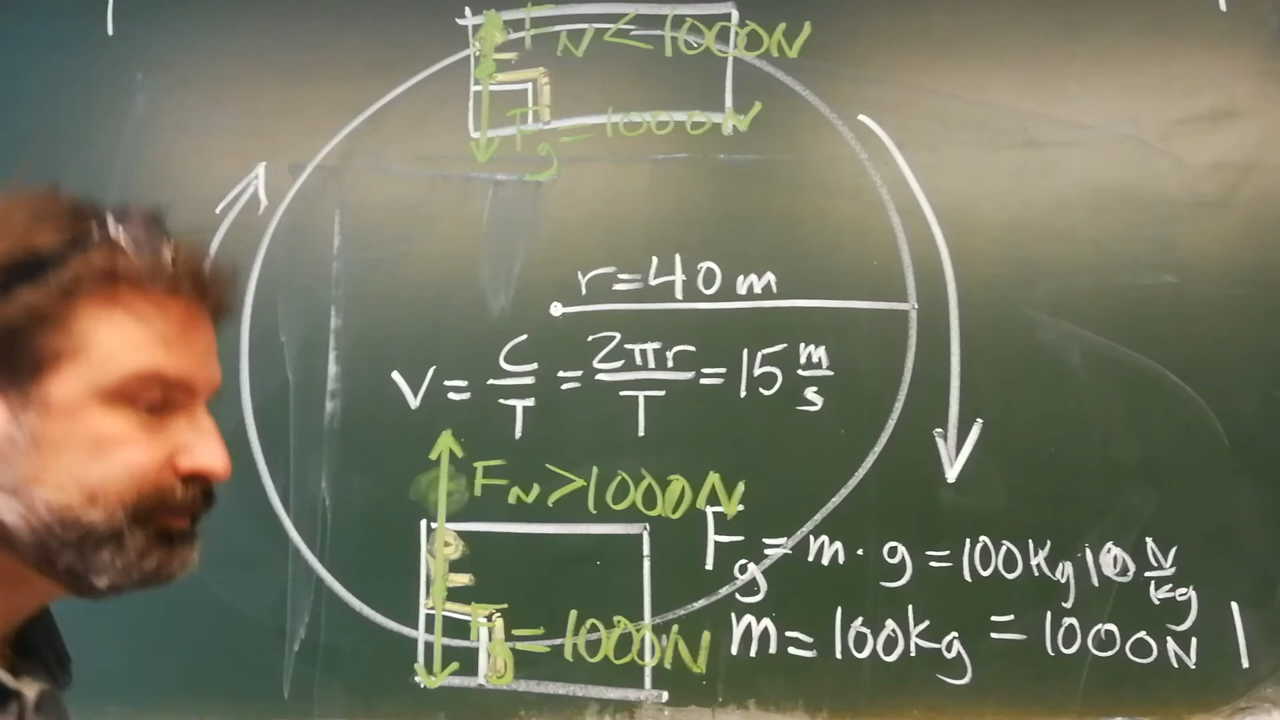 F_N < 1000N
F_g = 1000N
r = 40 m
V = C/T = 2πr/T = 15 m/s
F_N > 1000N
F_g = m · g = 100Kg 10 N/kg
F_g = 1000N
m = 100kg = 1000N